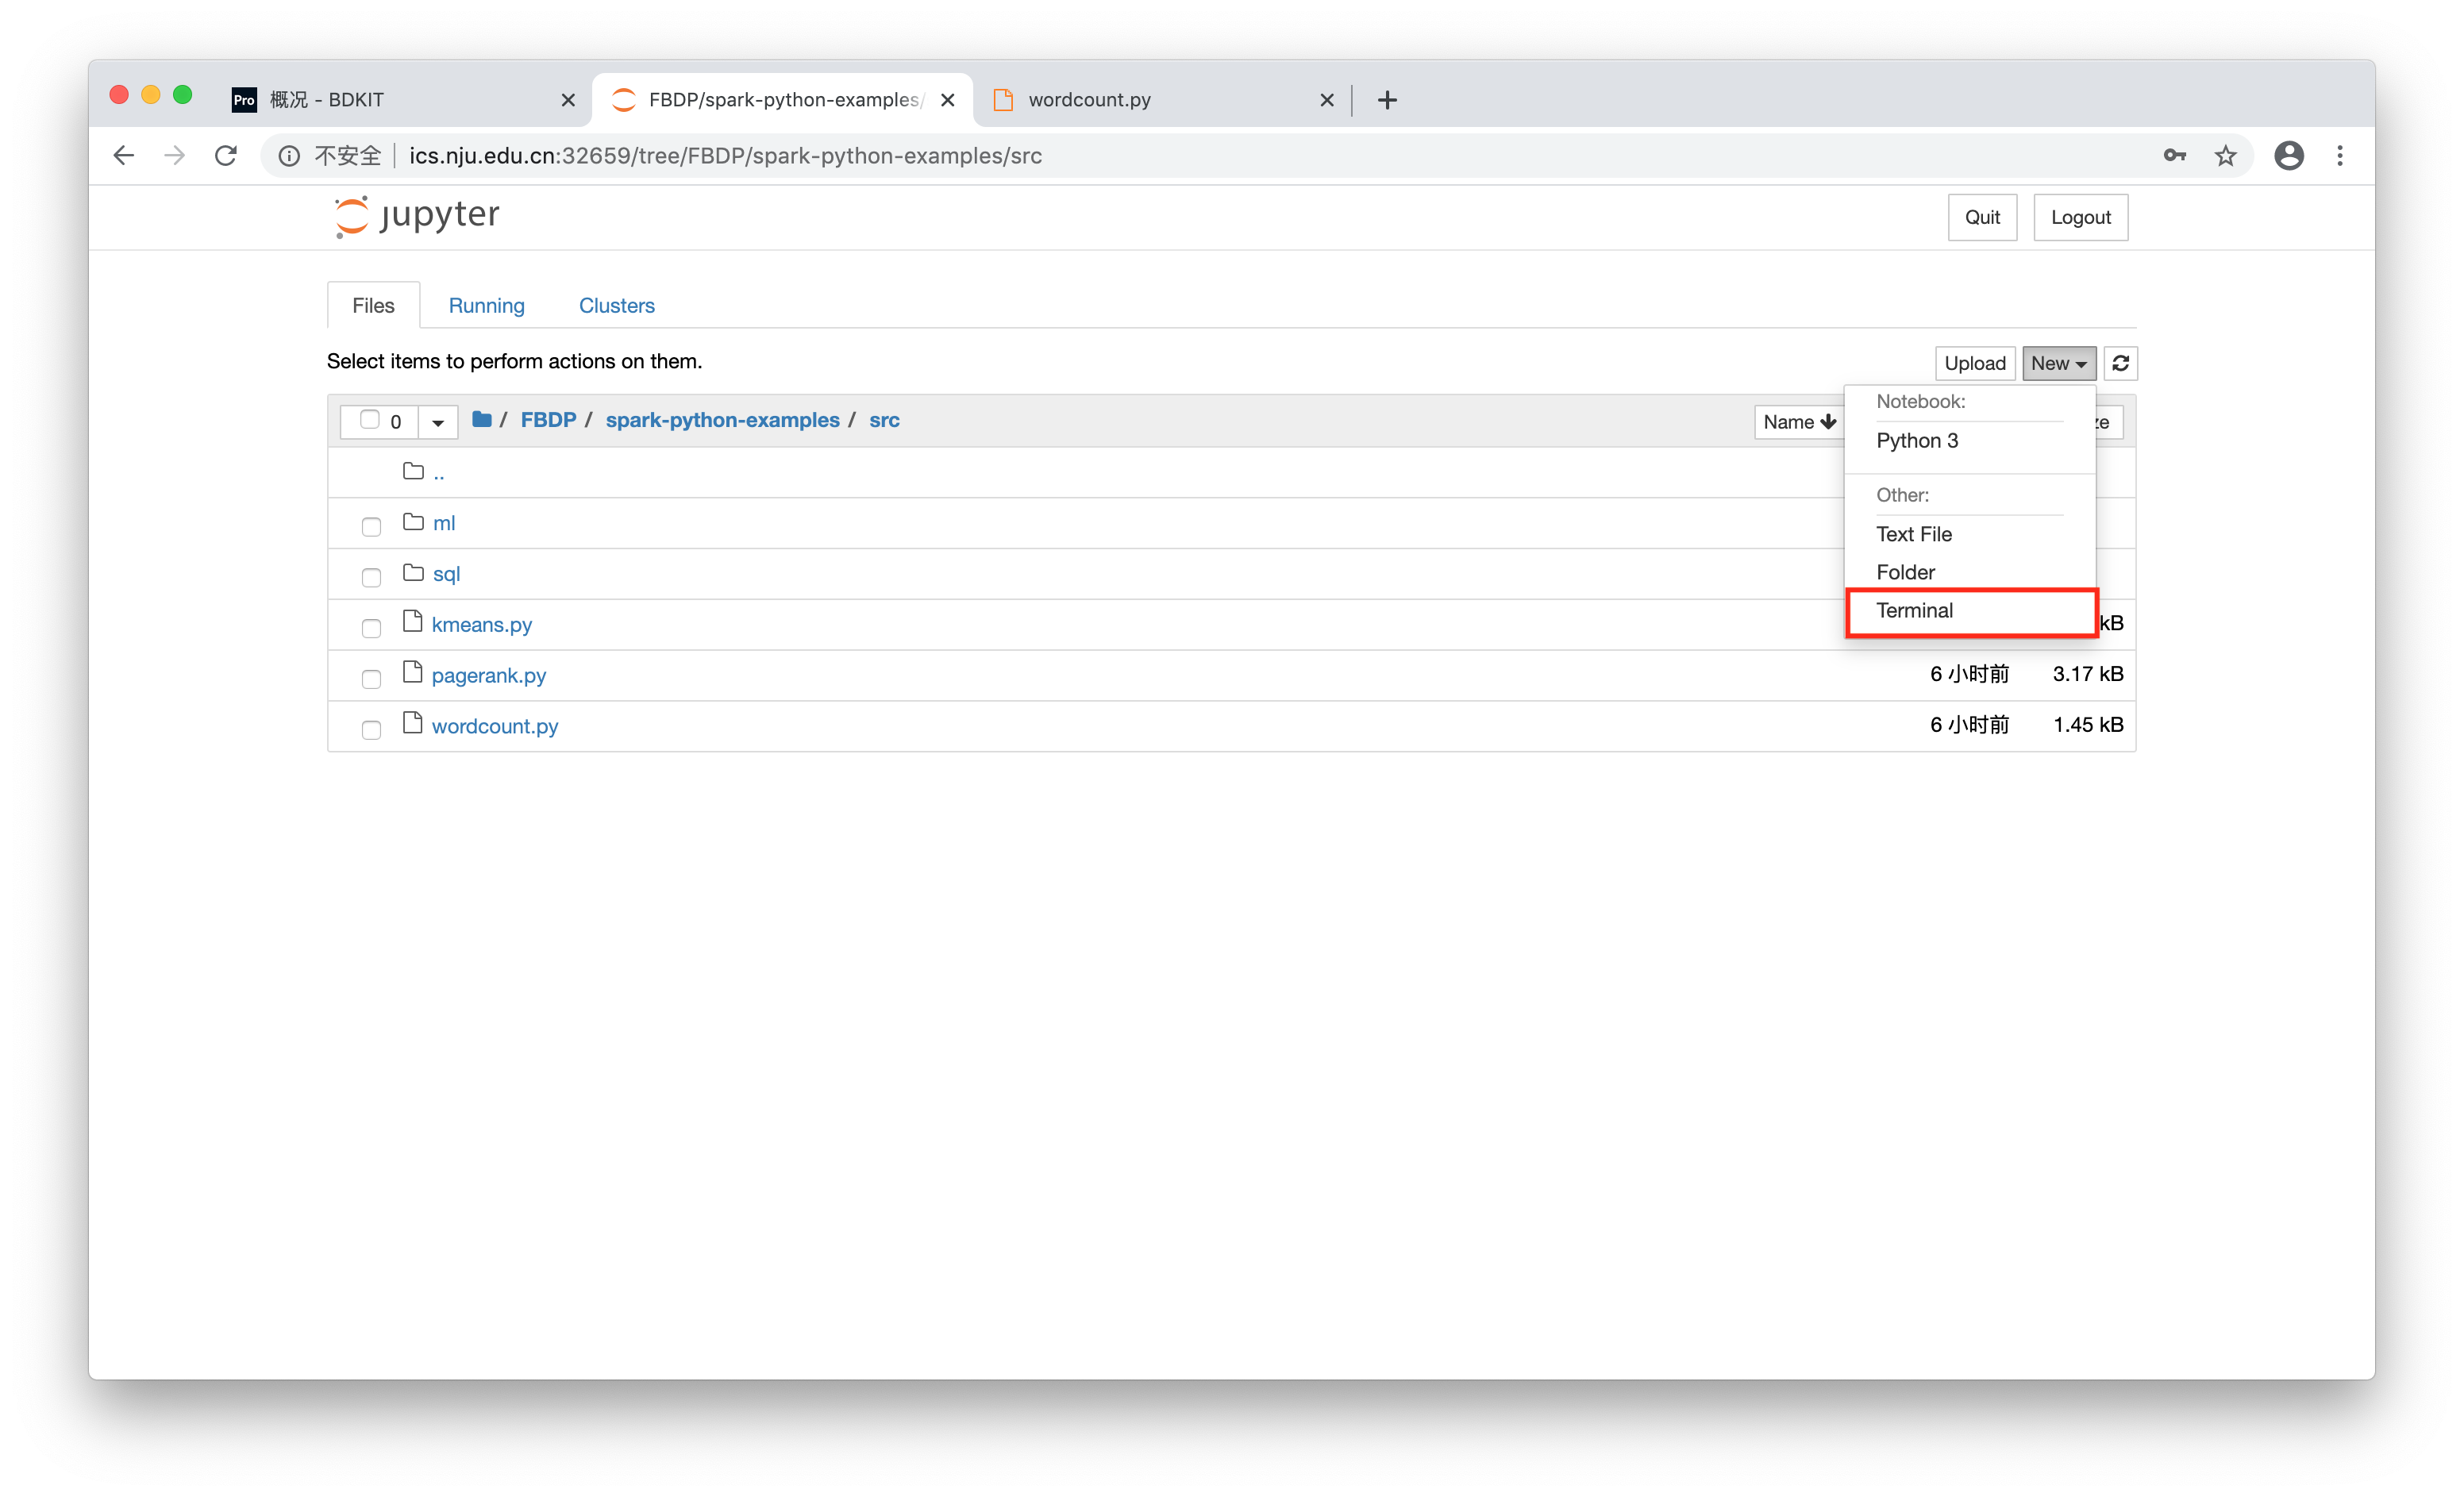 Pro 概况 - BDKIT
FBDP/spark-python-examples/
wordcount.py
不安全 ics.nju.edu.cn:32659/tree/FBDP/spark-python-examples/src
jupyter
Quit Logout
Files Running Clusters
Select items to perform actions on them.
Upload New
0 / FBDP / spark-python-examples / src
Name
ze
Notebook:
Python 3
Other:
Text File
Folder
Terminal
..
ml
sql
kmeans.py kB
pagerank.py 6 小时前 3.17 kB
wordcount.py 6 小时前 1.45 kB